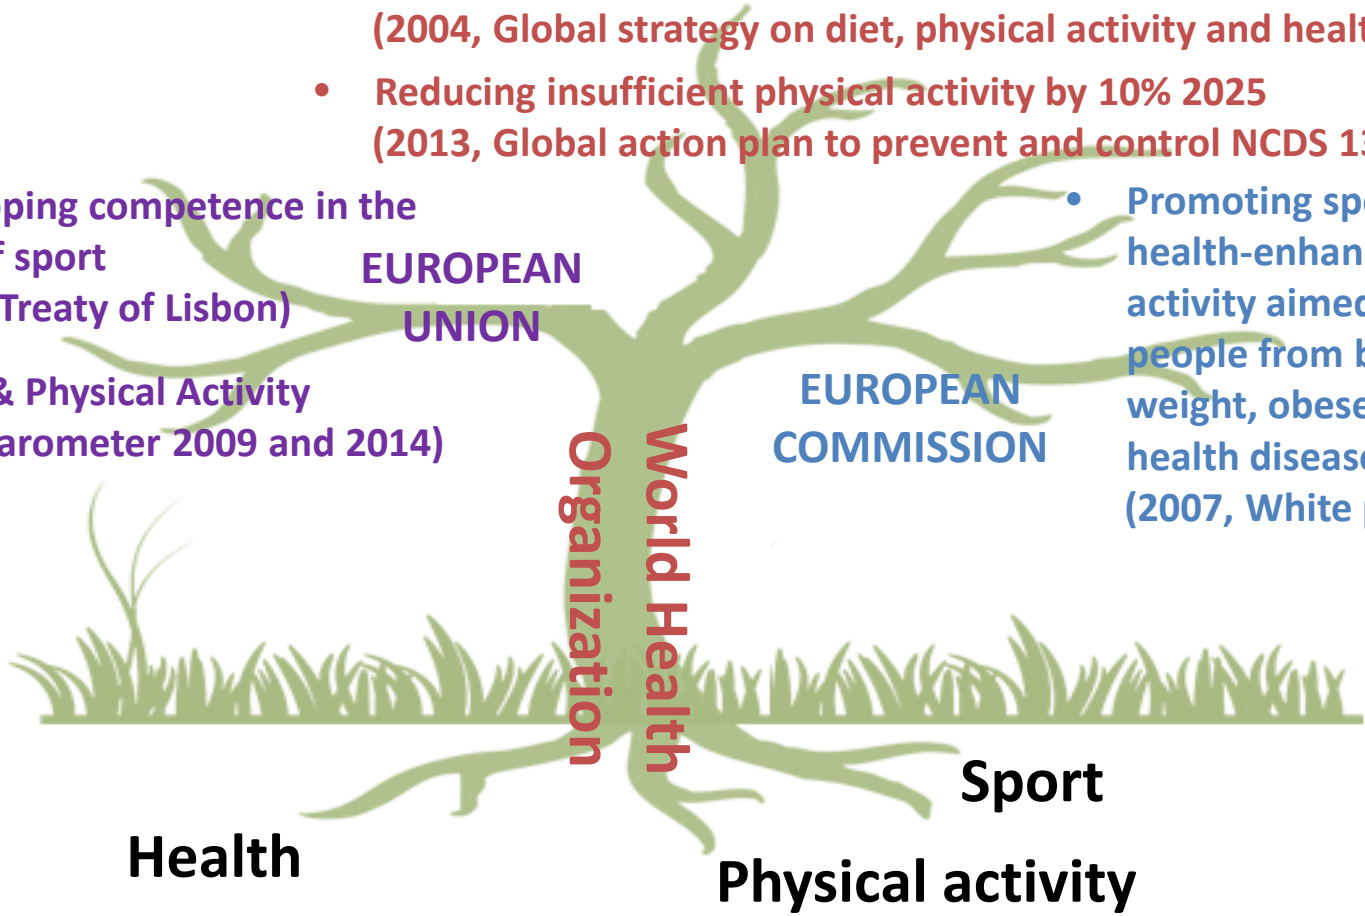 (2004, Global strategy on diet, physical activity and healt
• Reducing insufficient physical activity by 10% 2025
(2013, Global action plan to prevent and control NCDS 13
ping competence in the
sport
Treaty of Lisbon)
& Physical Activity
arometer 2009 and 2014)
EUROPEAN
UNION
World Health
Organization
EUROPEAN
COMMISSION
• Promoting sp
health-enhan
activity aimed
people from b
weight, obese
health disease
(2007, White
Sport
Health
Physical activity